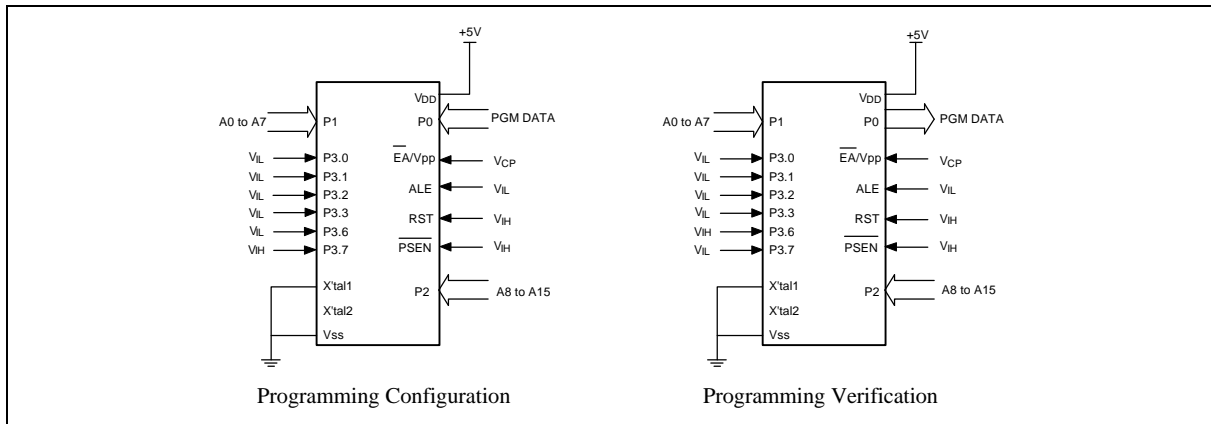 +5V
VDD
A0 to A7
P1
P0
PGM DATA
VIL
P3.0
EA/Vpp
VCP
VIL
P3.1
VIL
P3.2
ALE
VIL
VIL
P3.3
RST
VIH
VIL
P3.6
VIH
P3.7
PSEN
VIH
X'tal1
P2
A8 to A15
X'tal2
Vss
Programming Configuration
+5V
VDD
A0 to A7
P1
P0
PGM DATA
VIL
P3.0
EA/Vpp
VCP
VIL
P3.1
VIL
P3.2
ALE
VIL
VIL
P3.3
RST
VIH
VIH
P3.6
VIL
P3.7
PSEN
VIH
X'tal1
P2
A8 to A15
X'tal2
Vss
Programming Verification